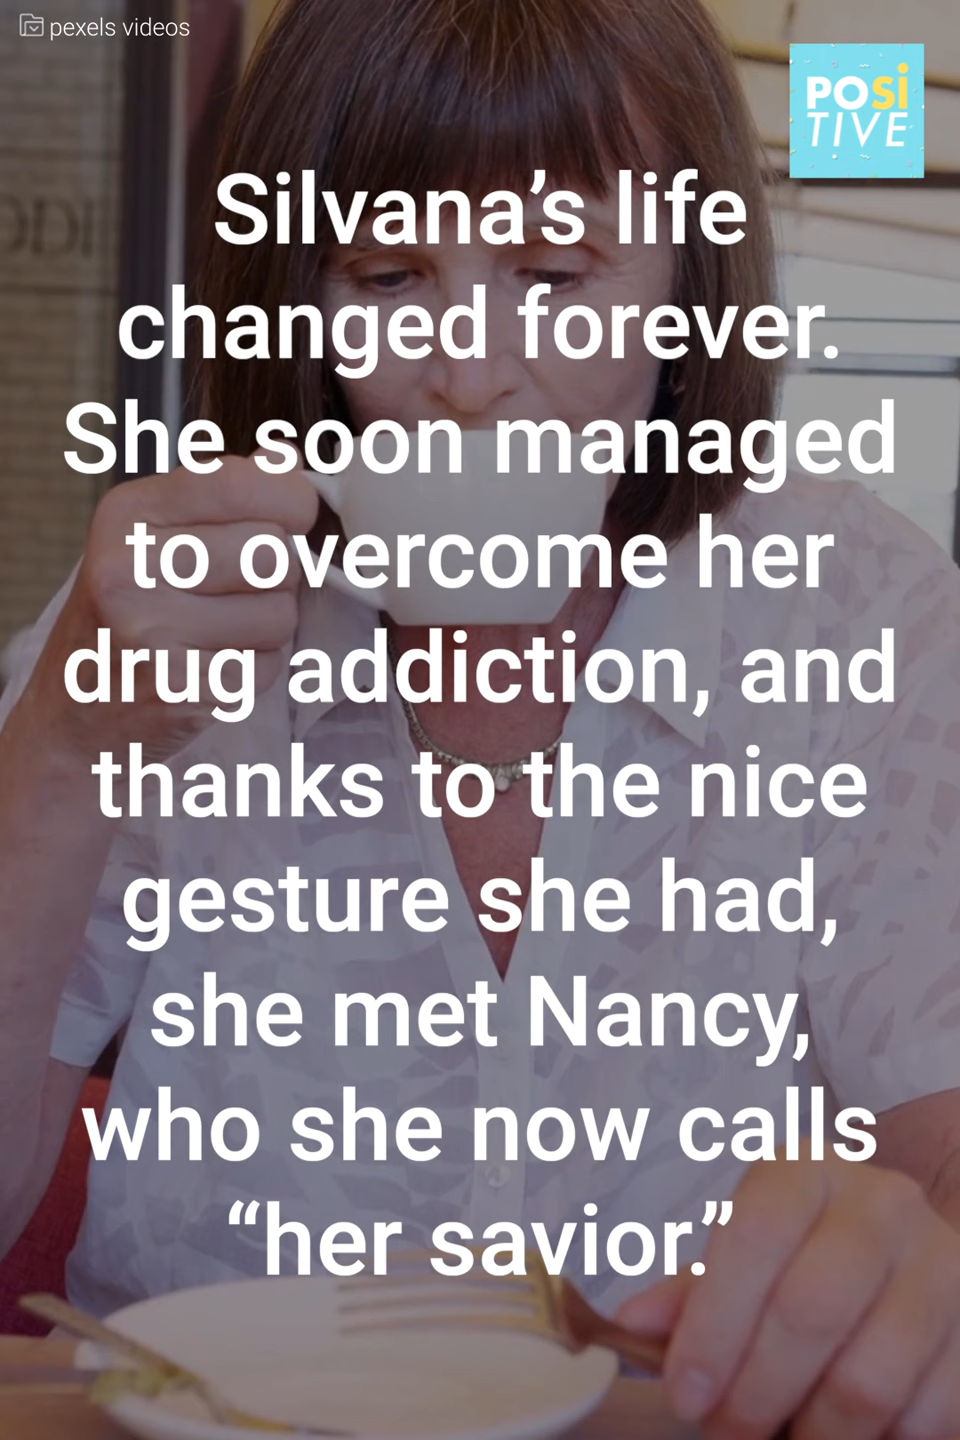 pexels videos
POSi
TIVE
Silvana’s life
changed forever.
She soon managed
to overcome her
drug addiction, and
thanks to the nice
gesture she had,
she met Nancy,
who she now calls
“her savior.”